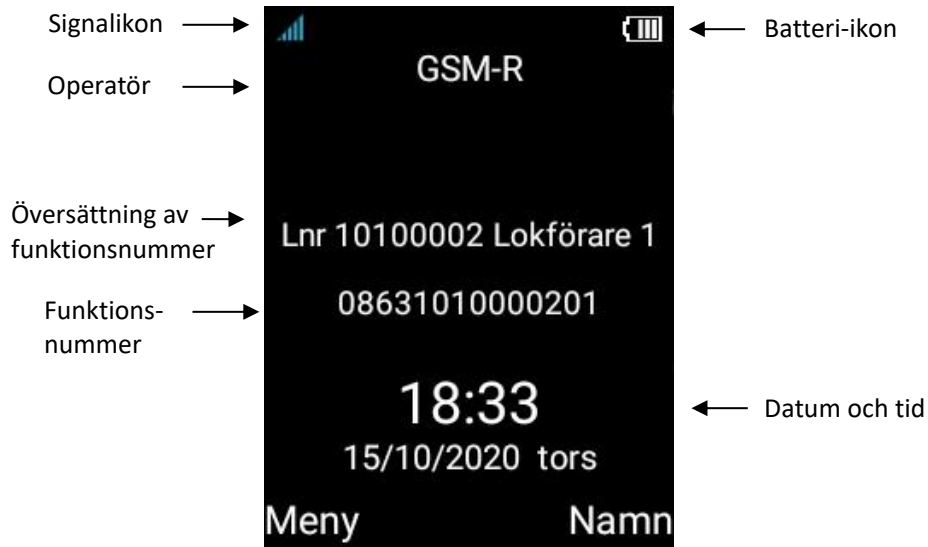 Signalikon
Batteri-ikon
GSM-R
Operatör
Översättning av
funktionsnummer
Lnr 10100002 Lokförare 1
Funktions-
nummer
08631010000201
18:33
Datum och tid
15/10/2020 tors
Meny
Namn